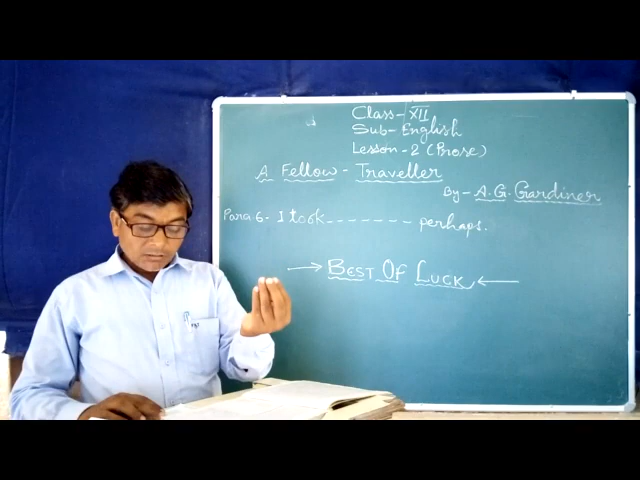 Class-XII
Sub-English
Lesson-2 (Prose)
A Fellow-Traveller
By-A.G.Gardiner
Para 6- I took------- perhaps.
→ BEST OF LUCK ←